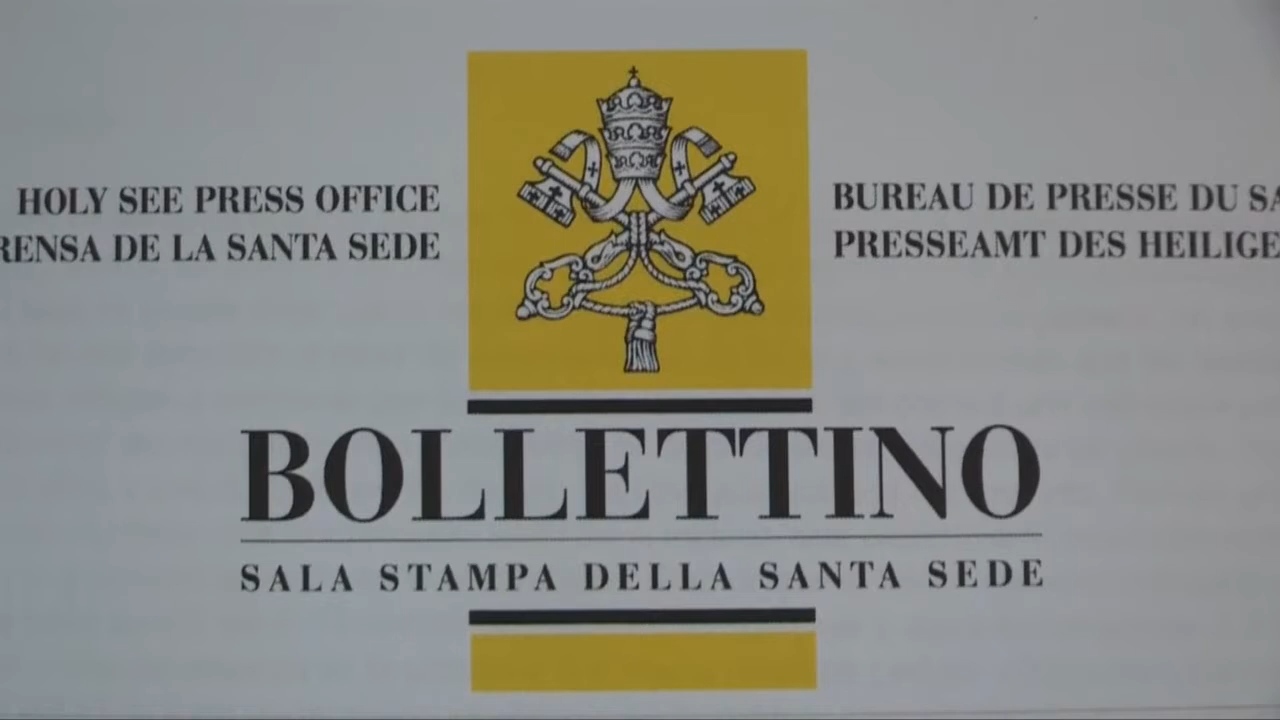 HOLY SEE PRESS OFFICE
RENSA DE LA SANTA SEDE
BUREAU DE PRESSE DU SA
PRESSEAMT DES HEILIGE
BOLLETTINO
SALA STAMPA DELLA SANTA SEDE